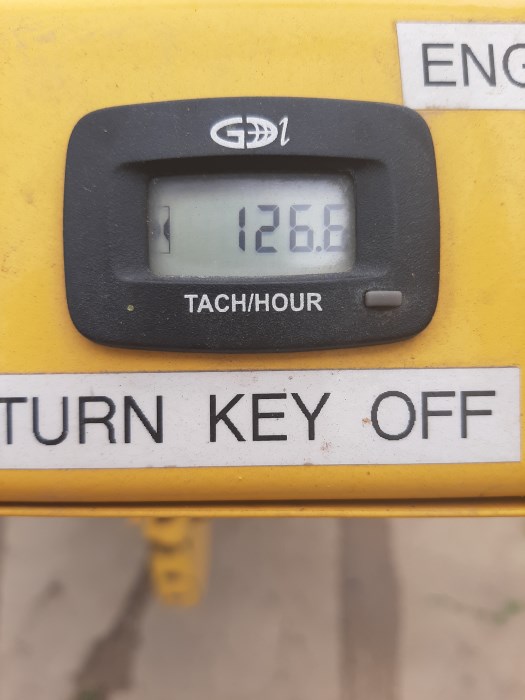 ENG
GDI
126.6
TACH/HOUR
TURN KEY OFF